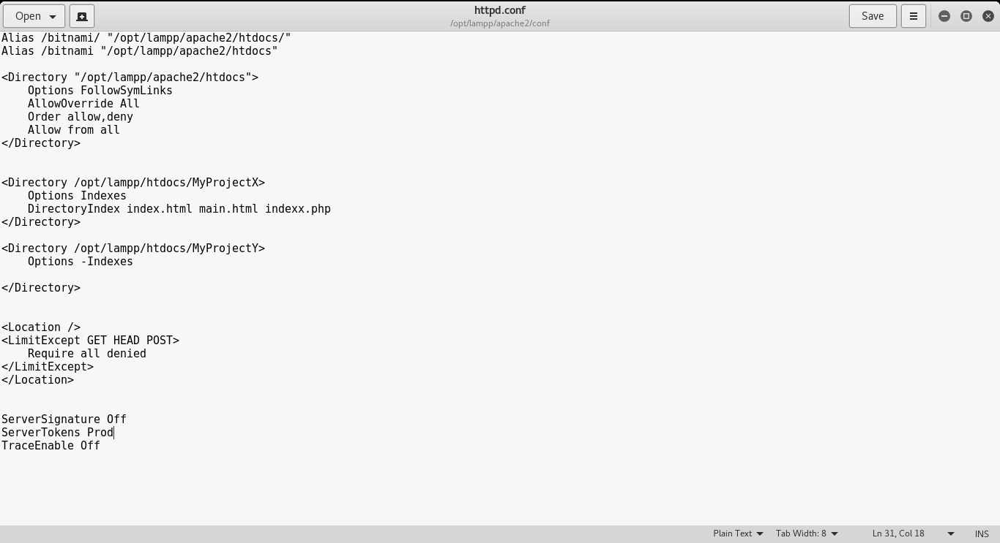 Open
httpd.conf
/opt/lampp/apache2/conf
Save
Alias /bitnami/ "/opt/lampp/apache2/htdocs/"
Alias /bitnami "/opt/lampp/apache2/htdocs"
<Directory "/opt/lampp/apache2/htdocs">
    Options FollowSymLinks
    AllowOverride All
    Order allow,deny
    Allow from all
</Directory>
<Directory /opt/lampp/htdocs/MyProjectX>
    Options Indexes
    DirectoryIndex index.html main.html indexx.php
</Directory>
<Directory /opt/lampp/htdocs/MyProjectY>
    Options -Indexes
</Directory>
<Location />
<LimitExcept GET HEAD POST>
    Require all denied
</LimitExcept>
</Location>
ServerSignature Off
ServerTokens Prod
TraceEnable Off
Plain Text Tab Width: 8 Ln 31, Col 18 INS